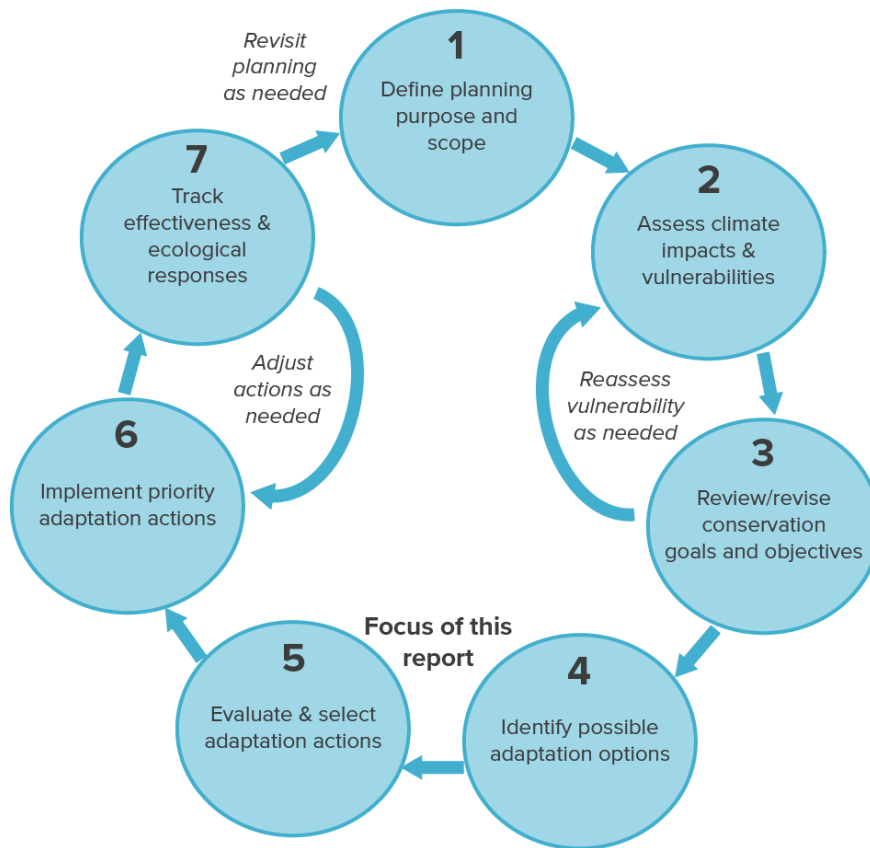 1
Define planning
purpose and
scope
2
Assess climate
impacts &
vulnerabilities
3
Review/revise
conservation
goals and objectives
Reassess
vulnerability
as needed
4
Identify possible
adaptation options
Focus of this
report
5
Evaluate & select
adaptation actions
6
Implement priority
adaptation actions
7
Track
effectiveness &
ecological
responses
Adjust
actions as
needed
Revisit
planning
as needed